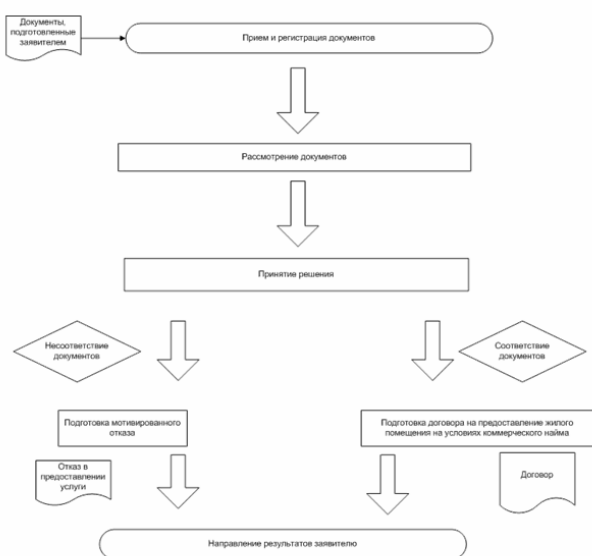 Документы,
подготовленные
заявителем
Прием и регистрация документов
Рассмотрение документов
Принятие решения
Несоответствие
документов
Соответствие
документов
Подготовка мотивированного
отказа
Подготовка договора на предоставление жилого
помещения на условиях коммерческого найма
Отказ в
предоставлении
услуги
Договор
Направление результатое заявителю